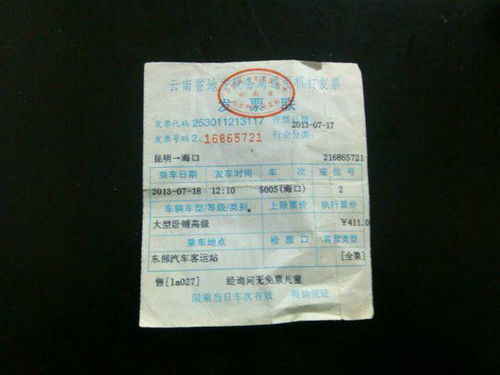 云南省地方税务局通用机打发票
发票联
发票代码 253011213117 开票日期 2013-07-17
发票号码 2 16865721 行业分类:
昆明—海口 216865721
乘车日期 发车时间 车次 座位号
2013-07-18 12:10 5005(海口) 2
车辆车型/等级/类别 上限票价 执行票价
大型卧铺高级 ¥411.0
乘车地点 检票口 客票类型
东部汽车客运站 [全票]
售[1a027] 经询问无免票儿童
限乘当日车次有效 报销凭证